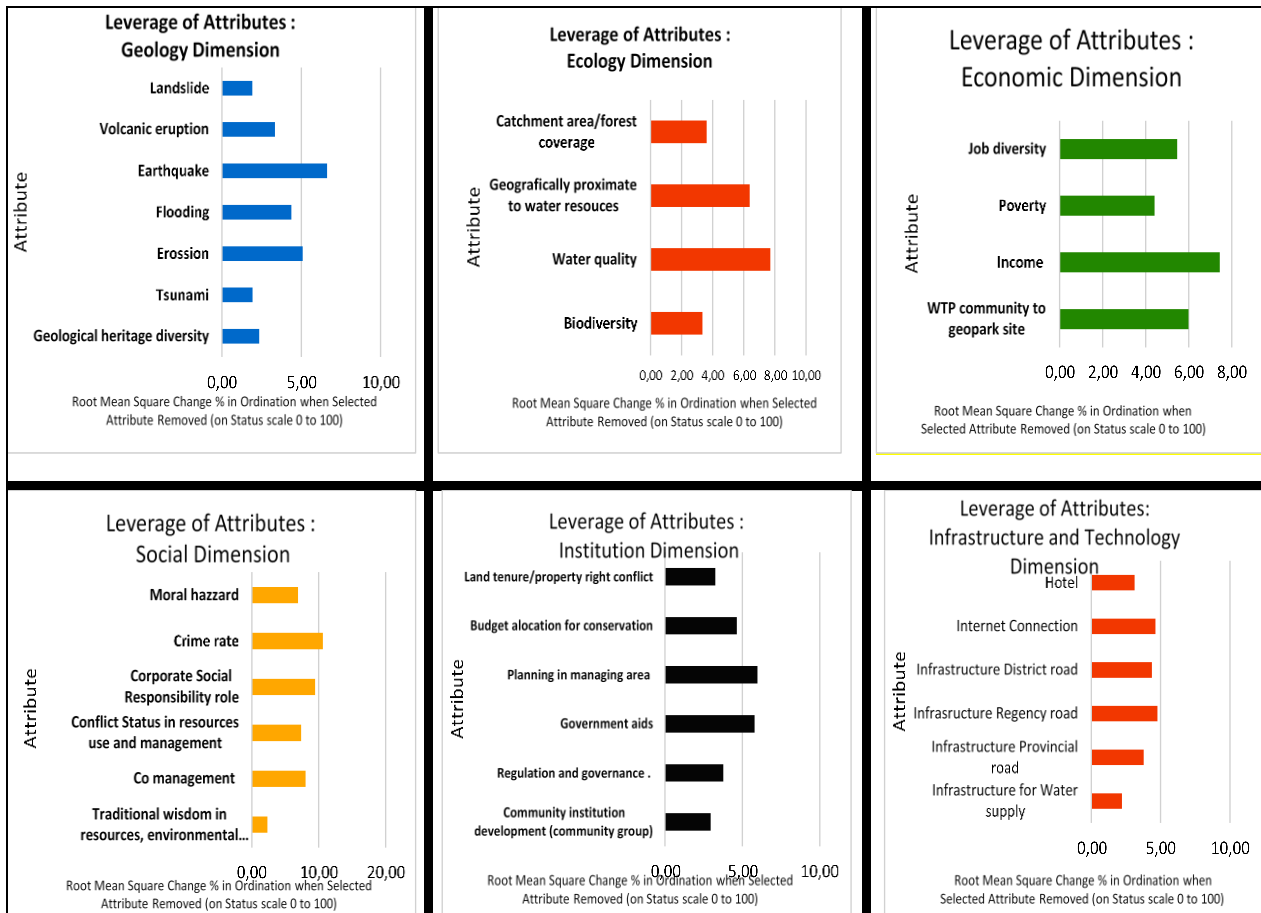 Leverage of Attributes :
Geology Dimension
Attribute
Landslide
Volcanic eruption
Earthquake
Flooding
Erossion
Tsunami
Geological heritage diversity
0,00 5,00 10,00
Root Mean Square Change % in Ordination when Selected
Attribute Removed (on Status scale 0 to 100)
Leverage of Attributes :
Ecology Dimension
Attribute
Catchment area/forest
coverage
Geografically proximate
to water resouces
Water quality
Biodiversity
0,00 2,00 4,00 6,00 8,00 10,00
Root Mean Square Change % in Ordination when Selected
Attribute Removed (on Status scale 0 to 100)
Leverage of Attributes :
Economic Dimension
Attribute
Job diversity
Poverty
Income
WTP community to
geopark site
0,00 2,00 4,00 6,00 8,00
Root Mean Square Change % in Ordination when
Selected Attribute Removed (on Status scale 0 to 100)
Leverage of Attributes :
Social Dimension
Attribute
Moral hazzard
Crime rate
Corporate Social
Responsibility role
Conflict Status in resources
use and management
Co management
Traditional wisdom in
resources, environmental...
0,00 10,00 20,00
Root Mean Square Change % in Ordination when Selected
Attribute Removed (on Status scale 0 to 100)
Leverage of Attributes :
Institution Dimension
Attribute
Land tenure/property right conflict
Budget alocation for conservation
Planning in managing area
Government aids
Regulation and governance .
Community institution
development (community group)
0,00 5,00 10,00
Root Mean Square Change % in Ordination when Selected
Attribute Removed (on Status scale 0 to 100)
Leverage of Attributes:
Infrastructure and Technology
Dimension
Attribute
Hotel
Internet Connection
Infrastructure District road
Infrasructure Regency road
Infrastructure Provincial
road
Infrastructure for Water
supply
0,00 5,00 10,00
Root Mean Square Change % in Ordination when
Selected Attribute Removed (on Status scale 0 to 100)